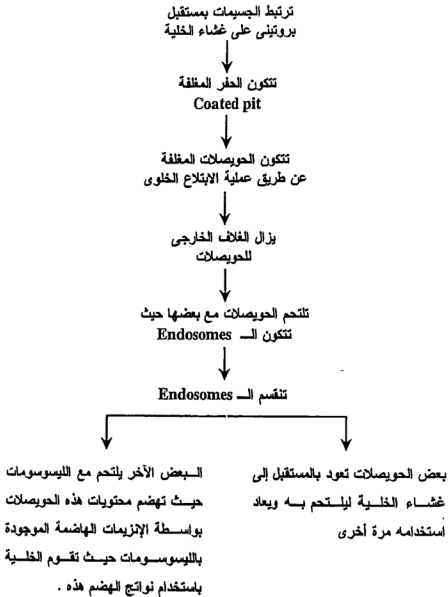 ترتبط الجسيمات بمستقبل
بروتينى على غشاء الخلية
تتكون الحفر المغلفة
Coated pit
تتكون الحويصلات المغلفة
عن طريق عملية الابتلاع الخلوى
يزال الغلاف الخارجى
للحويصلات
تلتحم الحويصلات مع بعضها حيث
تتكون الـــ Endosomes
تنقسم الـــ Endosomes
بعض الحويصلات تعود بالمستقبل إلى
غشاء الخلية ليلتحم به ويعاد
استخدامه مرة أخرى
البعض الآخر يلتحم مع الليسوسومات
حيث تهضم محتويات هذه الحويصلات
بواسطة الإنزيمات الهاضمة الموجودة
بالليسوسومات حيث تقوم الخلية
باستخدام نواتج الهضم هذه .